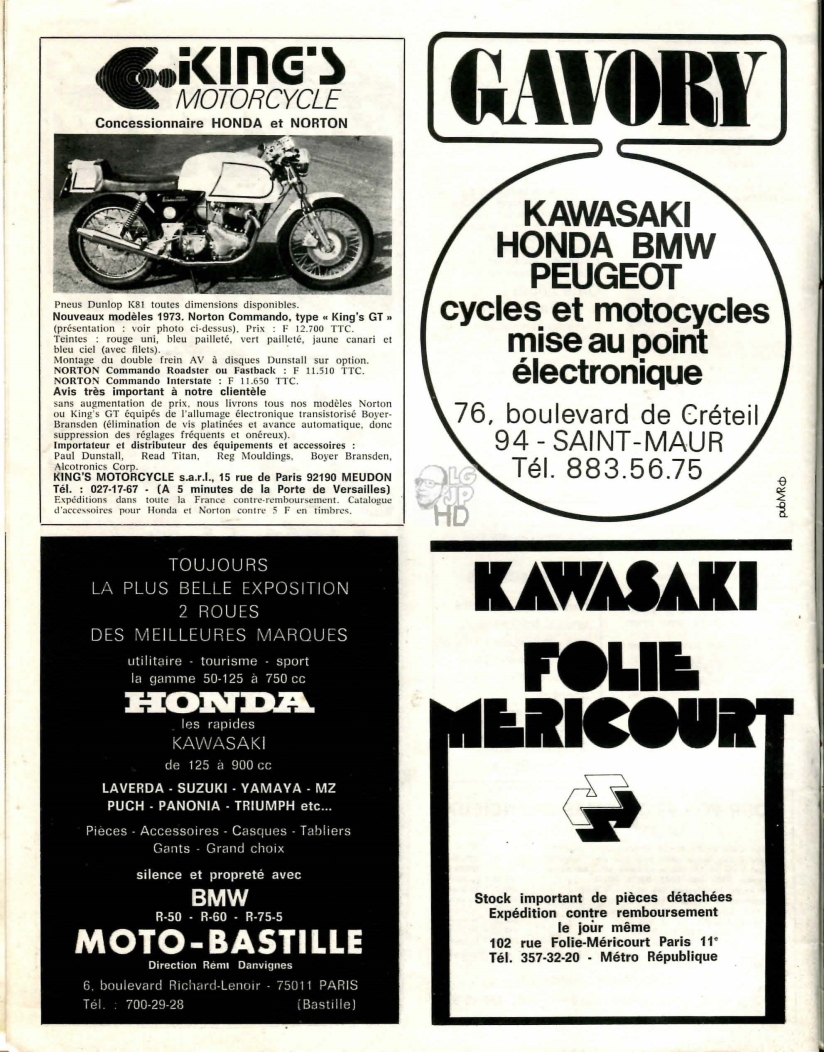 KING'S
MOTORCYCLE
Concessionnaire HONDA et NORTON
Pneus Dunlop K81 toutes dimensions disponibles.
Nouveaux modèles 1973. Norton Commando, type « King's GT »
(présentation : voir photo ci-dessus). Prix : F 12.700 TTC.
Teintes : rouge uni, bleu pailleté, vert pailleté, jaune canari et
bleu ciel (avec filets).
Montage du double frein AV à disques Dunstall sur option.
NORTON Commando Roadster ou Fastback : F 11.510 TTC.
NORTON Commando Interstate : F 11.650 TTC.
Avis très important à notre clientèle
sans augmentation de prix, nous livrons tous nos modèles Norton
ou King's GT équipés de l'allumage électronique transistorisé Boyer-
Bransden (élimination de vis platinées et avance automatique, donc
suppression des réglages fréquents et onéreux).
Importateur et distributeur des équipements et accessoires :
Paul Dunstall, Read Titan, Reg Mouldings, Boyer Bransden,
Alcotronics Corp.
KING'S MOTORCYCLE s.a.r.l., 15 rue de Paris 92190 MEUDON
Tél. : 027-17-67 - (A 5 minutes de la Porte de Versailles)
Expéditions dans toute la France contre-remboursement. Catalogue
d'accessoires pour Honda et Norton contre 5 F en timbres.
GAVORY
KAWASAKI
HONDA BMW
PEUGEOT
cycles et motocycles
mise au point
électronique
76, boulevard de Créteil
94 - SAINT-MAUR
Tél. 883.56.75
LG
JP
HD
TOUJOURS
LA PLUS BELLE EXPOSITION
2 ROUES
DES MEILLEURES MARQUES
utilitaire - tourisme - sport
la gamme 50-125 à 750 cc
HONDA
les rapides
KAWASAKI
de 125 à 900 cc
LAVERDA - SUZUKI - YAMAYA - MZ
PUCH - PANONIA - TRIUMPH etc...
Pièces - Accessoires - Casques - Tabliers
Gants - Grand choix
silence et propreté avec
BMW
R-50 - R-60 - R-75-5
MOTO-BASTILLE
Direction Rémi Danvignes
6, boulevard Richard-Lenoir - 75011 PARIS
Tél. : 700-29-28 (Bastille)
KAWASAKI
FOLIE
MERICOURT
Stock important de pièces détachées
Expédition contre remboursement
le jour même
102 rue Folie-Méricourt Paris 11e
Tél. 357-32-20 - Métro République